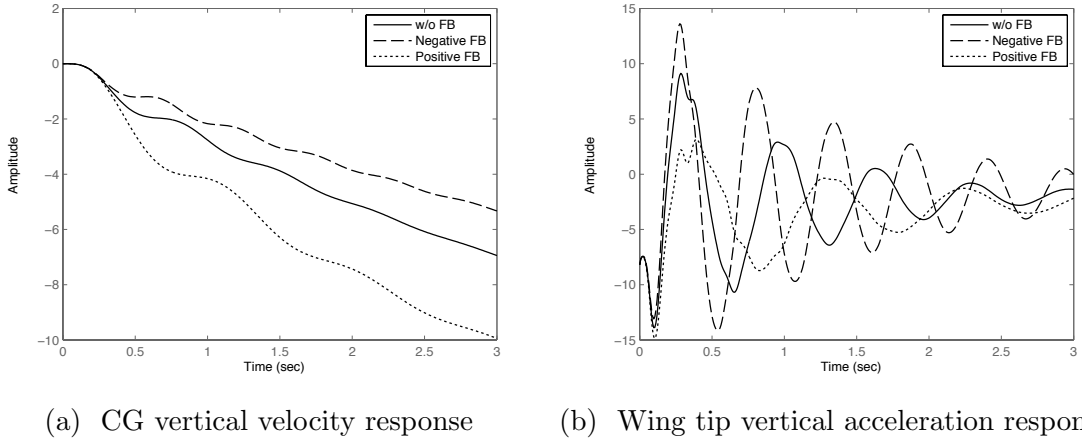 2
0
−2
−4
−6
−8
−10
0
0.5
1
1.5
2
2.5
3
Amplitude
Time (sec)
w/o FB
Negative FB
Positive FB
(a) CG vertical velocity response
15
10
5
0
−5
−10
−15
0
0.5
1
1.5
2
2.5
3
Amplitude
Time (sec)
w/o FB
Negative FB
Positive FB
(b) Wing tip vertical acceleration respon